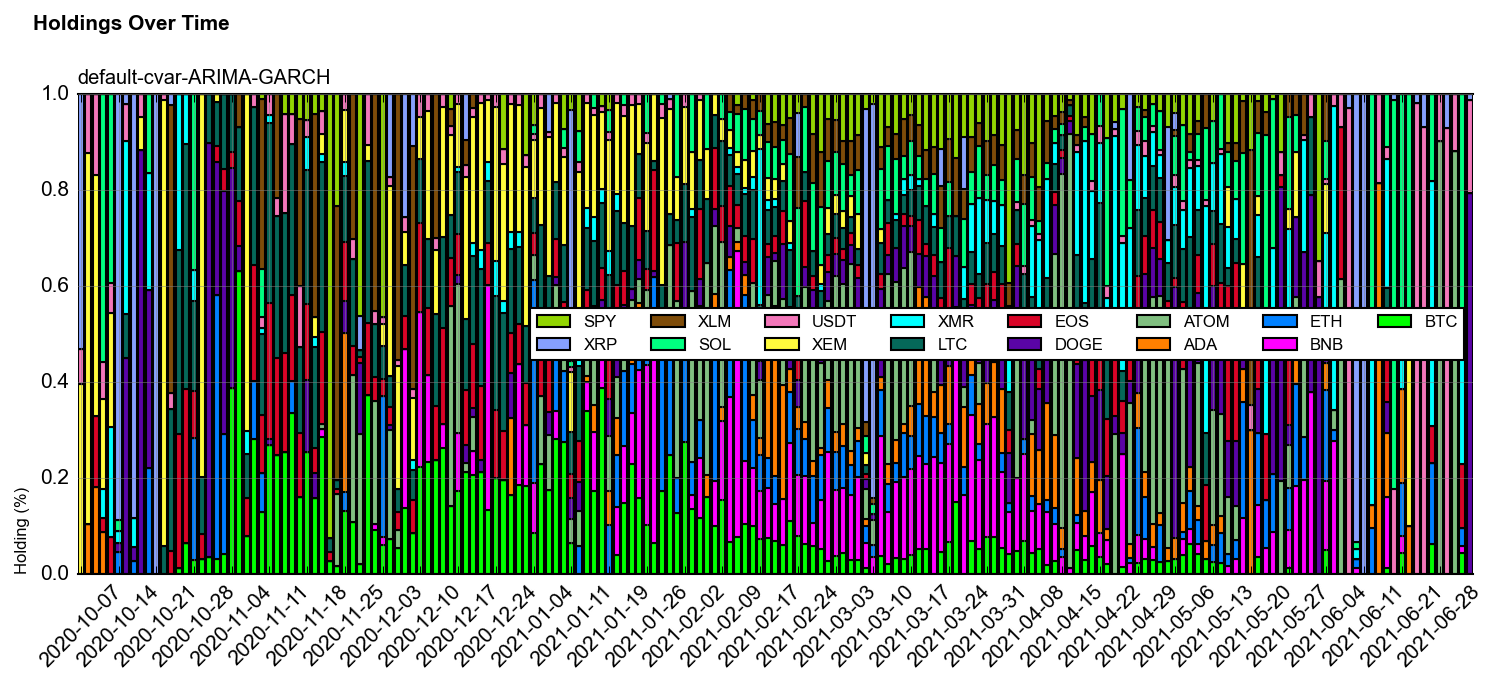 Holdings Over Time
default-cvar-ARIMA-GARCH
1.0
0.8
0.6
0.4
0.2
0.0
Holding (%)
SPY XLM USDT XMR EOS ATOM ETH BTC
XRP SOL XEM LTC DOGE ADA BNB
2020-10-07 2020-10-14 2020-10-21 2020-10-28 2020-11-04 2020-11-11 2020-11-18 2020-11-25 2020-12-03 2020-12-10 2020-12-17 2020-12-24 2021-01-04 2021-01-11 2021-01-19 2021-01-26 2021-02-02 2021-02-09 2021-02-17 2021-02-24 2021-03-03 2021-03-10 2021-03-17 2021-03-24 2021-03-31 2021-04-08 2021-04-15 2021-04-22 2021-04-29 2021-05-06 2021-05-13 2021-05-20 2021-05-27 2021-06-04 2021-06-11 2021-06-21 2021-06-28